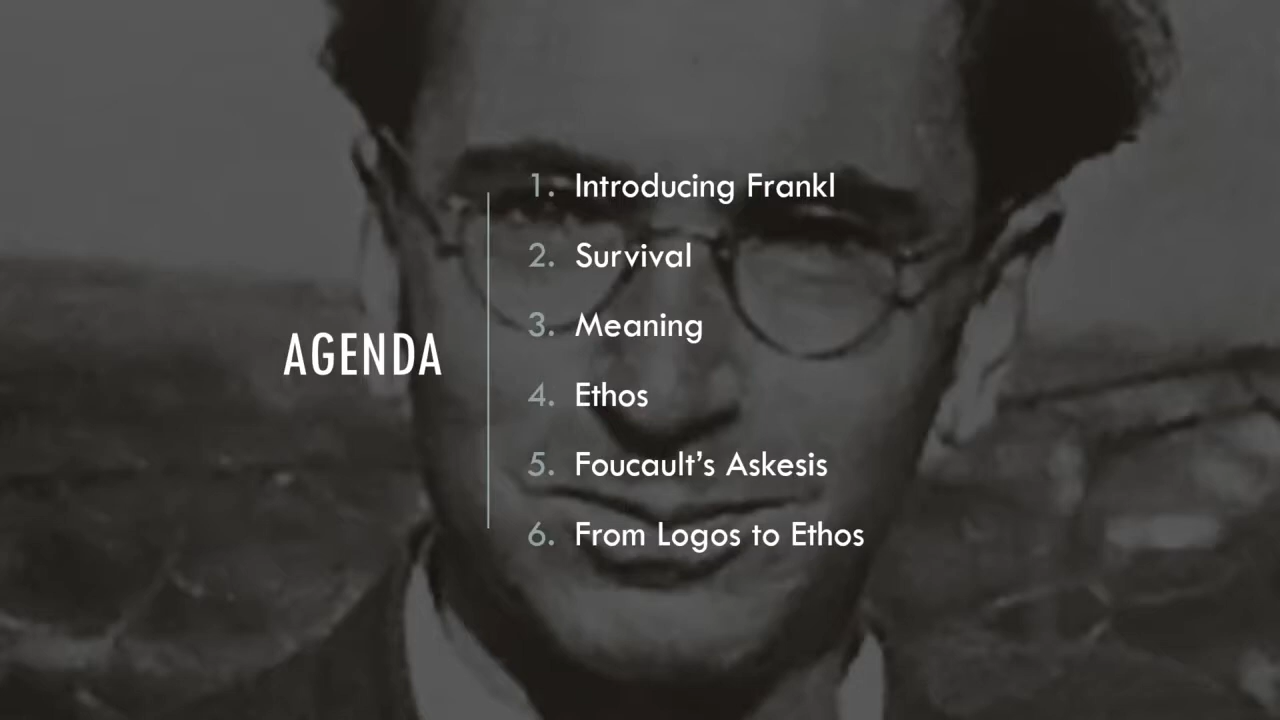 AGENDA
1. Introducing Frankl
2. Survival
3. Meaning
4. Ethos
5. Foucault’s Askesis
6. From Logos to Ethos